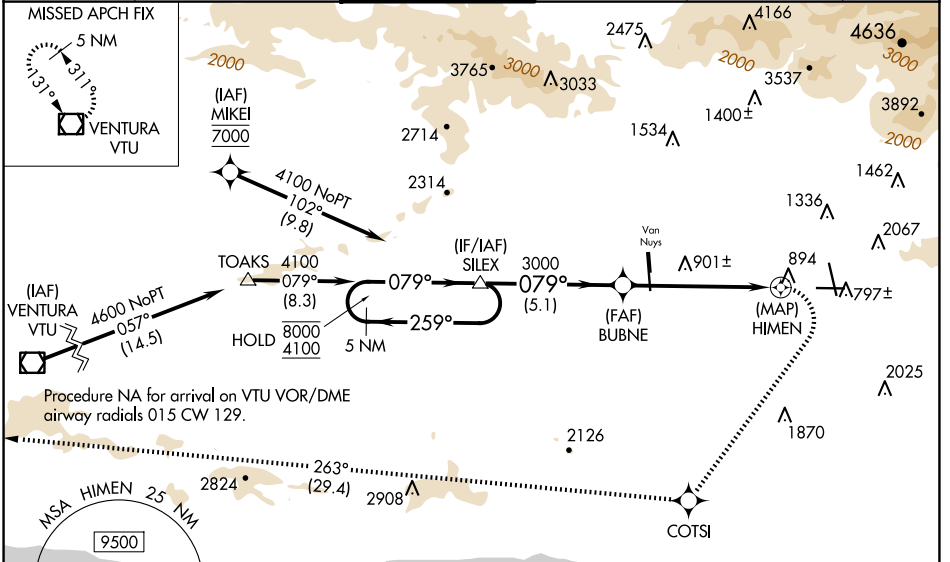 MISSED APCH FIX
5 NM
311°
131°
VENTURA
VTU
2000
3765
3000
3033
2475
4166
4636
3000
2000
3537
1400±
3892
2000
2714
1534
(IAF)
MIKEI
7000
4100 NoPT
102°
(9.8)
2314
1462
1336
2067
TOAKS
4100
079°
(8.3)
079°
(IF/IAF)
SILEX
3000
079°
(5.1)
Van
Nuys
901±
894
797±
(IAF)
VENTURA
VTU
4600 NoPT
057°
(14.5)
HOLD
8000
4100
259°
5 NM
(FAF)
BUBNE
(MAP)
HIMEN
Procedure NA for arrival on VTU VOR/DME
airway radials 015 CW 129.
2025
1870
2126
263°
(29.4)
2824
2908
COTSI
MSA HIMEN 25 NM
9500